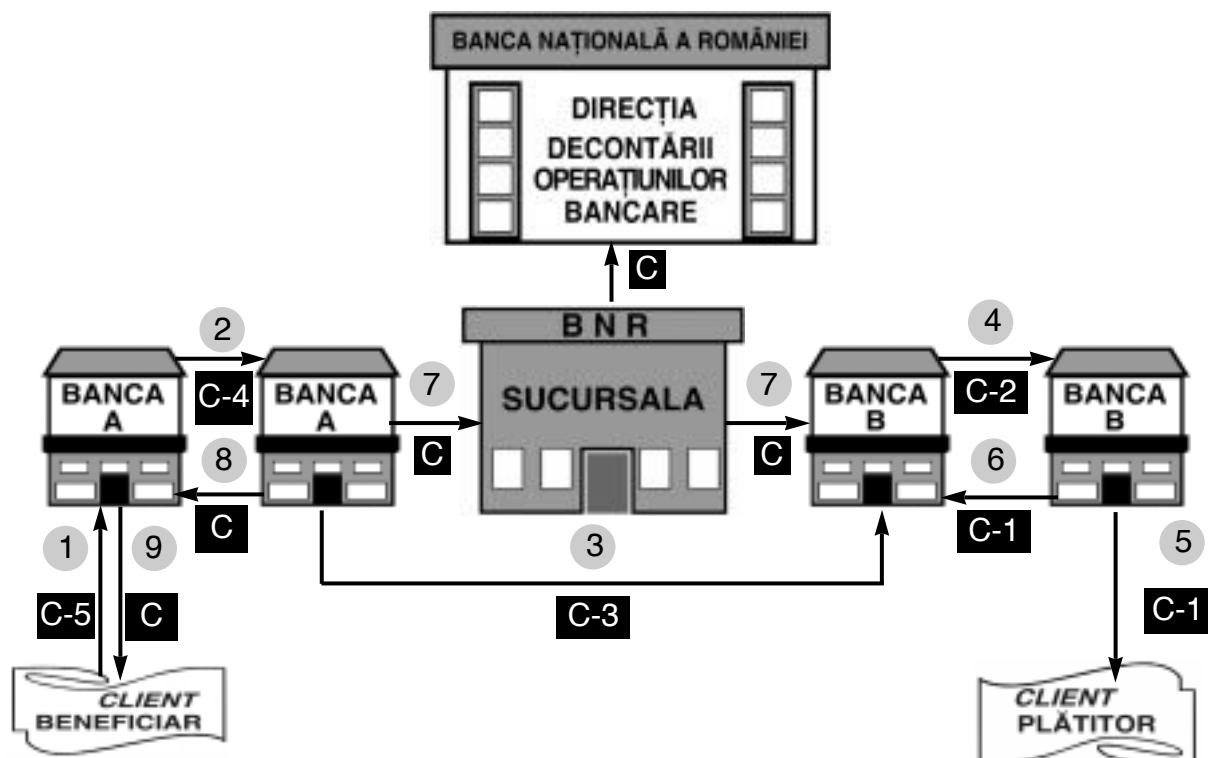 BANCA NAȚIONALĂ A ROMÂNIEI
DIRECȚIA
DECONTĂRII
OPERAȚIUNILOR
BANCARE
C
B N R
SUCURSALA
2
C-4
4
C-2
BANCA
A
BANCA
A
7
C
7
C
BANCA
B
BANCA
B
8
C
6
C-1
1
9
3
5
C-5
C
C-3
C-1
CLIENT
BENEFICIAR
CLIENT
PLĂTITOR